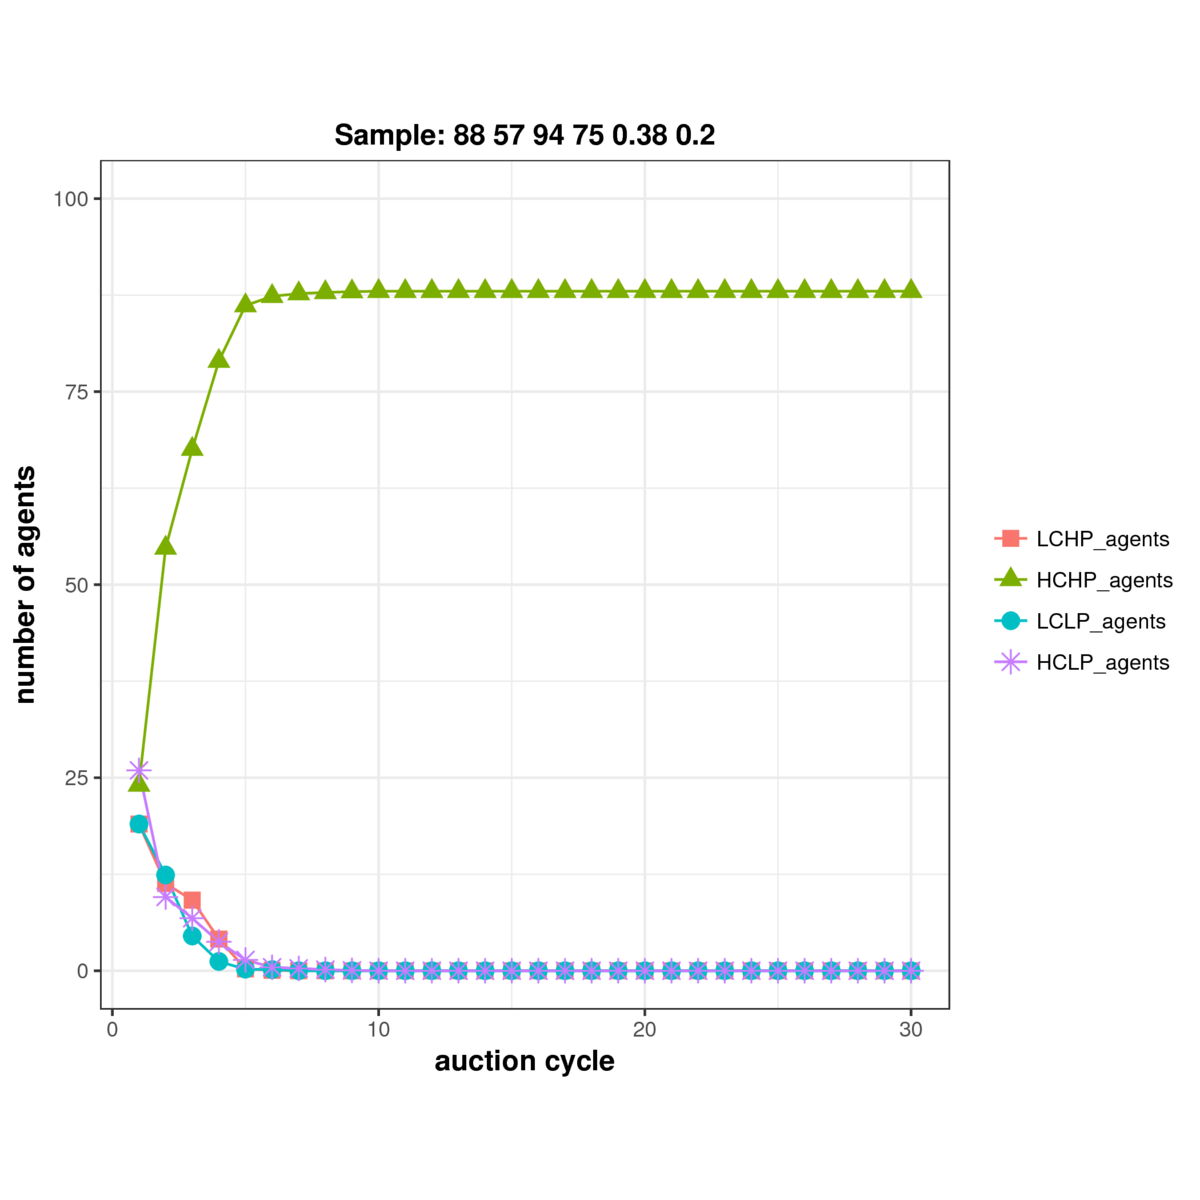 Sample: 88 57 94 75 0.38 0.2
100
75
50
25
0
number of agents
0 10 20 30
auction cycle
LCHP_agents
HCHP_agents
LCLP_agents
HCLP_agents